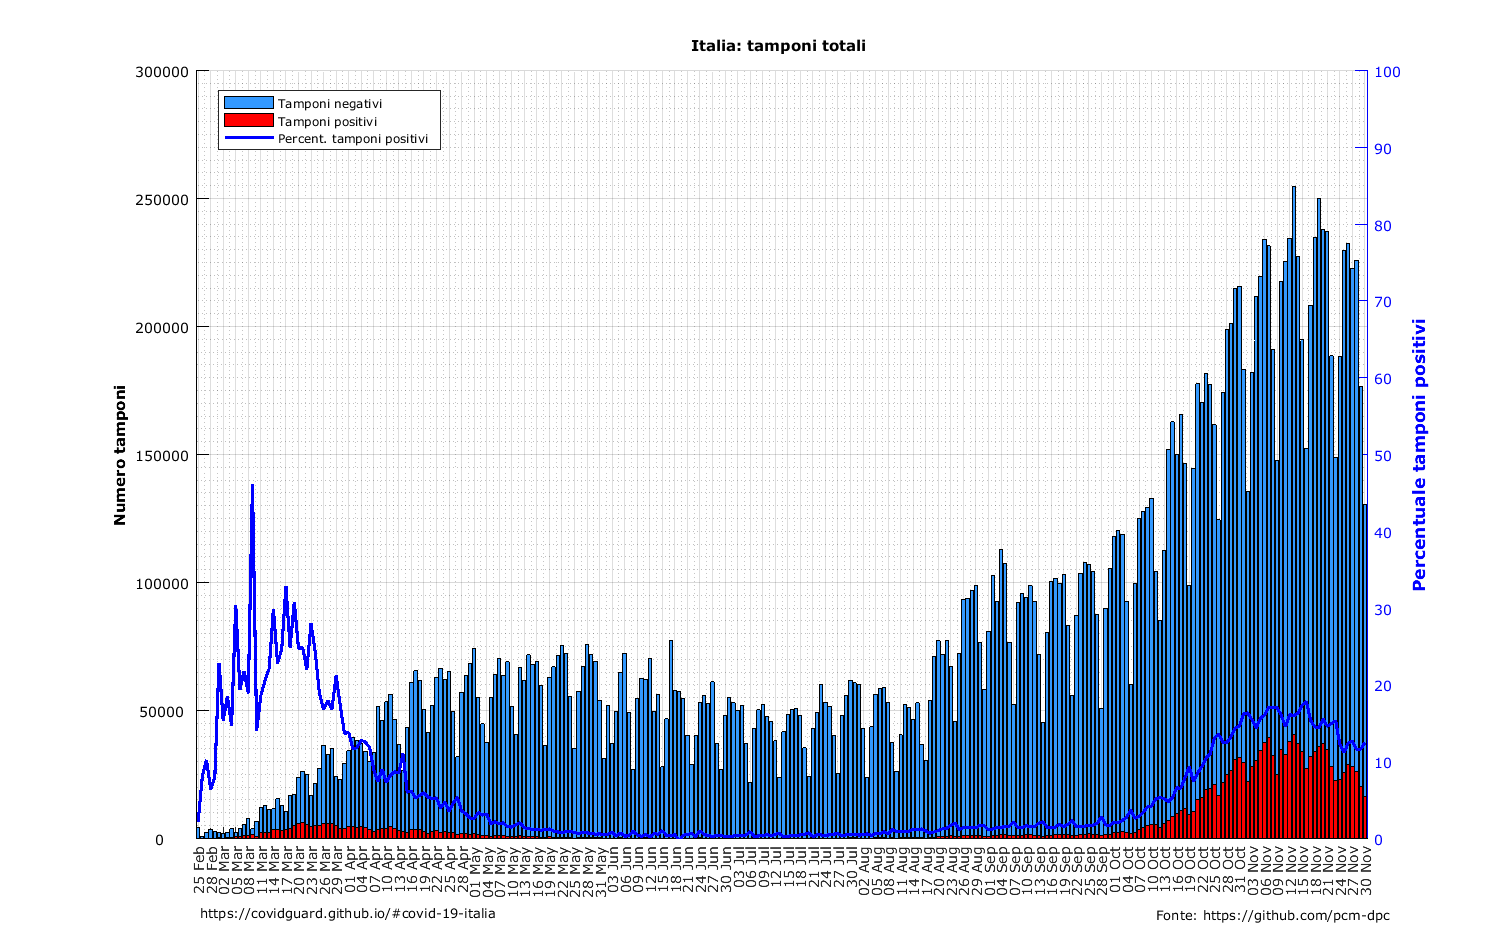 Italia: tamponi totali
300000
250000
200000
150000
100000
50000
0
Numero tamponi
Tamponi negativi
Tamponi positivi
Percent. tamponi positivi
100
90
80
70
60
50
40
30
20
10
0
Percentuale tamponi positivi
25 Feb
28 Feb
02 Mar
05 Mar
08 Mar
11 Mar
14 Mar
17 Mar
20 Mar
23 Mar
26 Mar
29 Mar
01 Apr
04 Apr
07 Apr
10 Apr
13 Apr
16 Apr
19 Apr
22 Apr
25 Apr
28 Apr
01 May
04 May
07 May
10 May
13 May
16 May
19 May
22 May
25 May
28 May
31 May
03 Jun
06 Jun
09 Jun
12 Jun
15 Jun
18 Jun
21 Jun
24 Jun
27 Jun
30 Jun
03 Jul
06 Jul
09 Jul
12 Jul
15 Jul
18 Jul
21 Jul
24 Jul
27 Jul
30 Jul
02 Aug
05 Aug
08 Aug
11 Aug
14 Aug
17 Aug
20 Aug
23 Aug
26 Aug
29 Aug
01 Sep
04 Sep
07 Sep
10 Sep
13 Sep
16 Sep
19 Sep
22 Sep
25 Sep
28 Sep
01 Oct
04 Oct
07 Oct
10 Oct
13 Oct
16 Oct
19 Oct
22 Oct
25 Oct
28 Oct
31 Oct
03 Nov
06 Nov
09 Nov
12 Nov
15 Nov
18 Nov
21 Nov
24 Nov
27 Nov
30 Nov
https://covidguard.github.io/#covid-19-italia
Fonte: https://github.com/pcm-dpc